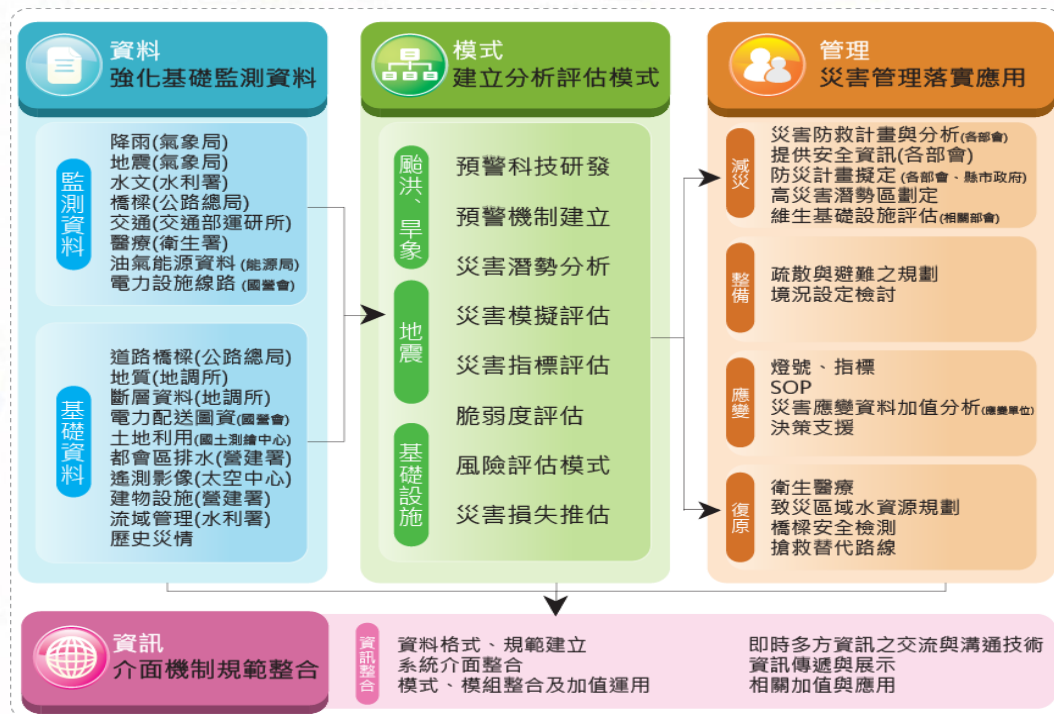 資料
強化基礎監測資料
監測資料
降雨(氣象局)
地震(氣象局)
水文(水利署)
橋樑(公路總局)
交通(交通部運研所)
醫療(衛生署)
油氣能源資料(能源局)
電力設施線路(國營會)
基礎資料
道路橋樑(公路總局)
地質(地調所)
斷層資料(地調所)
電力配送圖資(國營會)
土地利用(國土測繪中心)
都會區排水(營建署)
遙測影像(太空中心)
建物設施(營建署)
流域管理(水利署)
歷史災情
模式
建立分析評估模式
颱洪、旱象
地震
基礎設施
預警科技研發
預警機制建立
災害潛勢分析
災害模擬評估
災害指標評估
脆弱度評估
風險評估模式
災害損失推估
管理
災害管理落實應用
減災
災害防救計畫與分析(各部會)
提供安全資訊(各部會)
防災計畫擬定(各部會、縣市政府)
高災害潛勢區劃定
維生基礎設施評估(相關部會)
整備
疏散與避難之規劃
境況設定檢討
應變
燈號、指標
SOP
災害應變資料加值分析(應變單位)
決策支援
復原
衛生醫療
致災區域水資源規劃
橋樑安全檢測
搶救替代路線
資訊
介面機制規範整合
資訊整合
資料格式、規範建立
系統介面整合
模式、模組整合及加值運用
即時多方資訊之交流與溝通技術
資訊傳遞與展示
相關加值與應用